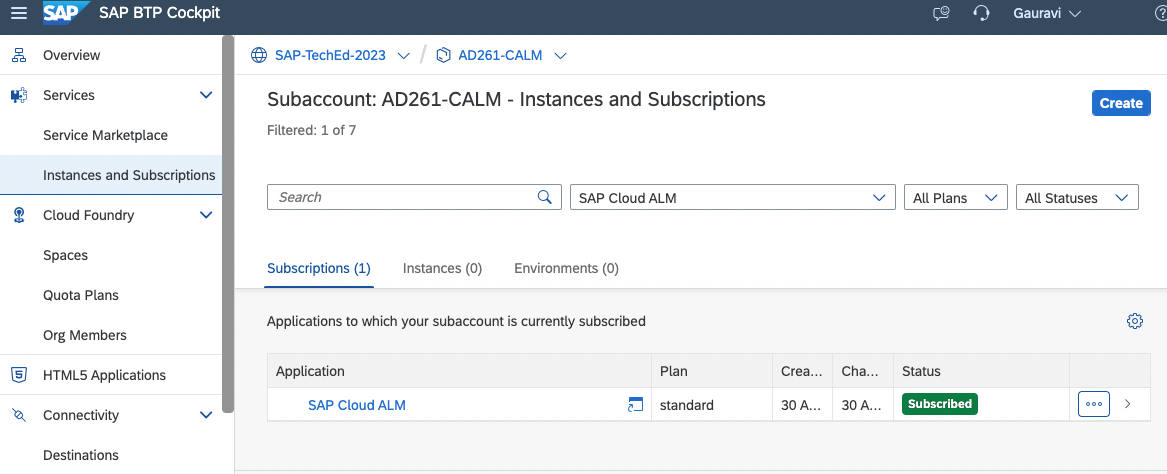 SAP SAP BTP Cockpit Gauravi
Overview
Services
Service Marketplace
Instances and Subscriptions
Cloud Foundry
Spaces
Quota Plans
Org Members
HTML5 Applications
Connectivity
Destinations
SAP-TechEd-2023 / AD261-CALM
Subaccount: AD261-CALM - Instances and Subscriptions
Create
Filtered: 1 of 7
Search SAP Cloud ALM All Plans All Statuses
Subscriptions (1) Instances (0) Environments (0)
Applications to which your subaccount is currently subscribed
Application Plan Crea... Cha... Status
SAP Cloud ALM standard 30 A... 30 A... Subscribed